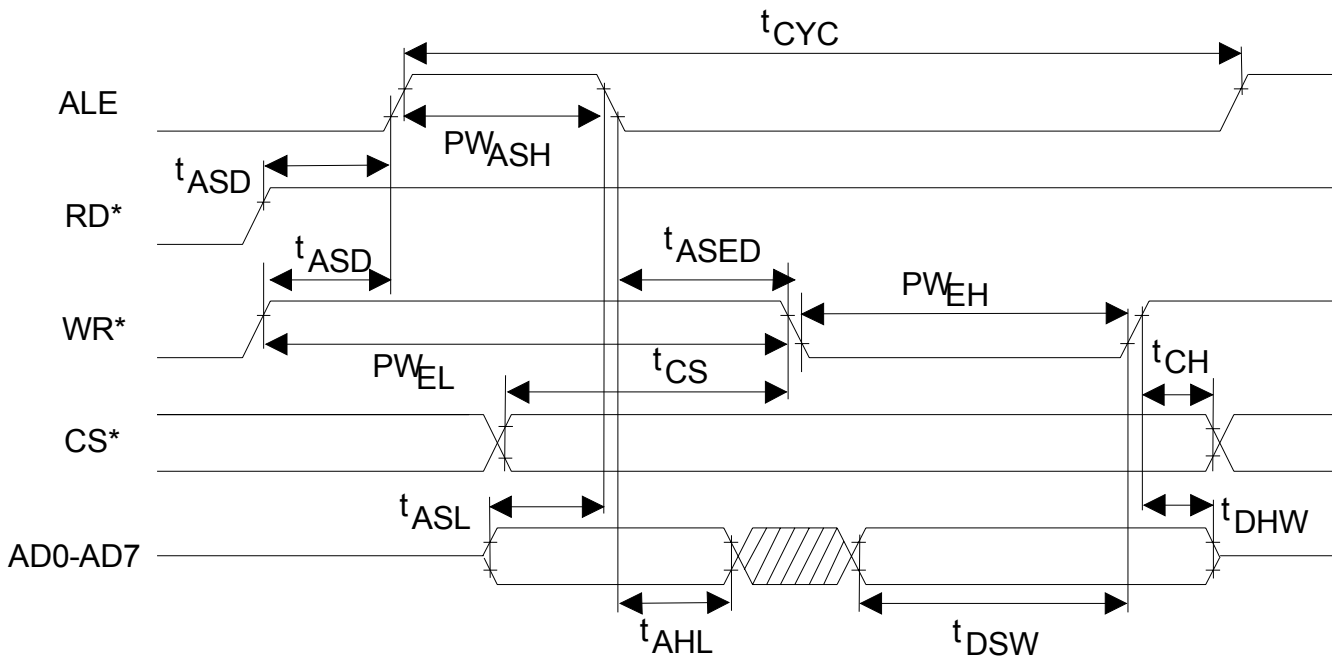 tCYC
ALE
PWASH
tASD
RD*
tASD
tASED
PWEH
WR*
PWEL
tCS
tCH
CS*
tASL
tDHW
AD0-AD7
tAHL
tDSW